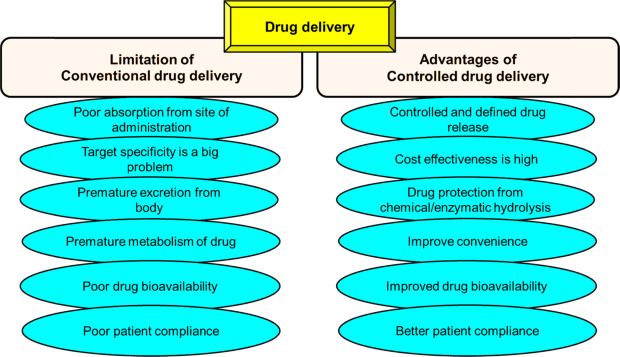 Drug delivery
Limitation of
Conventional drug delivery
Poor absorption from site of
administration
Target specificity is a big
problem
Premature excretion from
body
Premature metabolism of drug
Poor drug bioavailability
Poor patient compliance
Advantages of
Controlled drug delivery
Controlled and defined drug
release
Cost effectiveness is high
Drug protection from
chemical/enzymatic hydrolysis
Improve convenience
Improved drug bioavailability
Better patient compliance